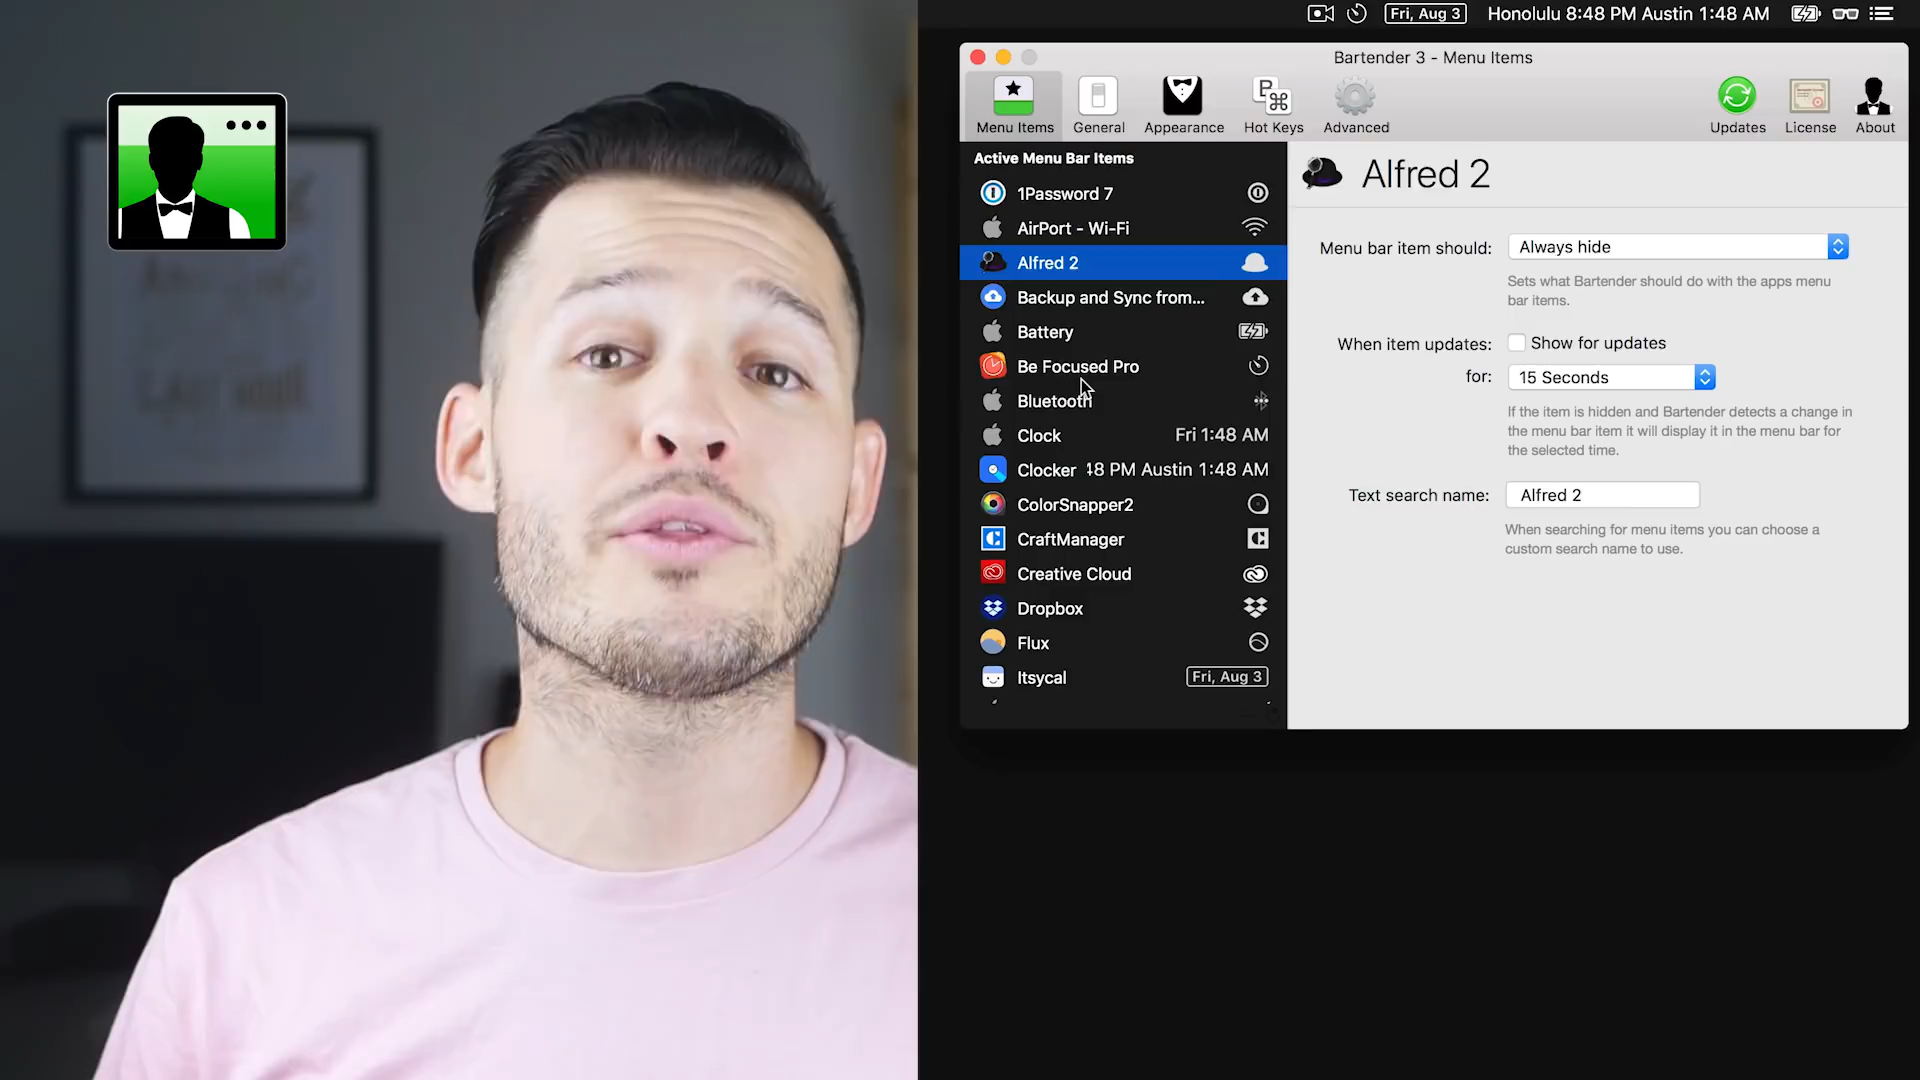 Fri, Aug 3 Honolulu 8:48 PM Austin 1:48 AM
Bartender 3 - Menu Items
Menu Items General Appearance Hot Keys Advanced Updates License About
Active Menu Bar Items
1Password 7
AirPort - Wi-Fi
Alfred 2
Backup and Sync from...
Battery
Be Focused Pro
Bluetooth
Clock Fri 1:48 AM
Clocker 48 PM Austin 1:48 AM
ColorSnapper2
CraftManager
Creative Cloud
Dropbox
Flux
Itsycal Fri, Aug 3
Alfred 2
Menu bar item should: Always hide
Sets what Bartender should do with the apps menu
bar items.
When item updates: Show for updates
for: 15 Seconds
If the item is hidden and Bartender detects a change in
the menu bar item it will display it in the menu bar for
the selected time.
Text search name: Alfred 2
When searching for menu items you can choose a
custom search name to use.